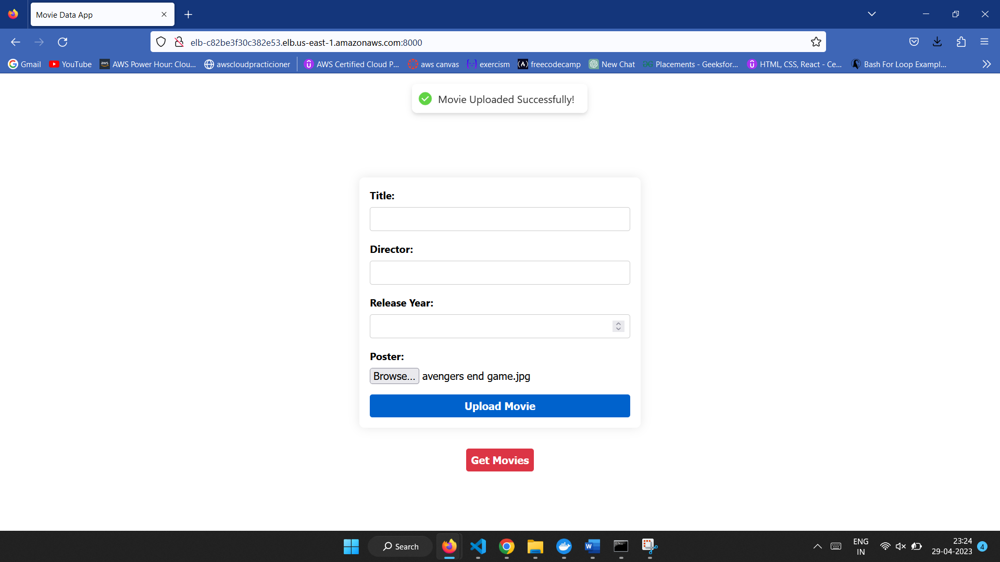 Movie Data App
elb-c82be3f30c382e53.elb.us-east-1.amazonaws.com:8000
Gmail YouTube aws AWS Power Hour: Clou... awscloudpracticioner AWS Certified Cloud P... aws canvas exercism freecodecamp New Chat Placements - Geeksfor... HTML, CSS, React - Ce... Bash For Loop Exampl...
Movie Uploaded Successfully!
Title:
Director:
Release Year:
Poster:
Browse... avengers end game.jpg
Upload Movie
Get Movies
Search
ENG
IN
23:24
29-04-2023
4